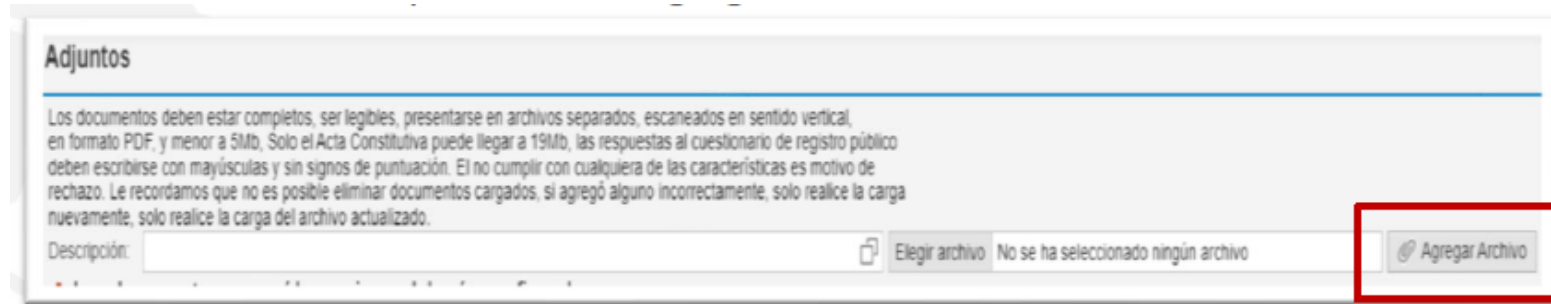 Adjuntos
Los documentos deben estar completos, ser legibles, presentarse en archivos separados, escaneados en sentido vertical,
en formato PDF, y menor a 5Mb, Solo el Acta Constitutiva puede llegar a 19Mb, las respuestas al cuestionario de registro público
deben escribirse con mayúsculas y sin signos de puntuación. El no cumplir con cualquiera de las características es motivo de
rechazo. Le recordamos que no es posible eliminar documentos cargados, si agregó alguno incorrectamente, solo realice la carga
nuevamente, solo realice la carga del archivo actualizado.
Descripción: Elegir archivo No se ha seleccionado ningún archivo Agregar Archivo